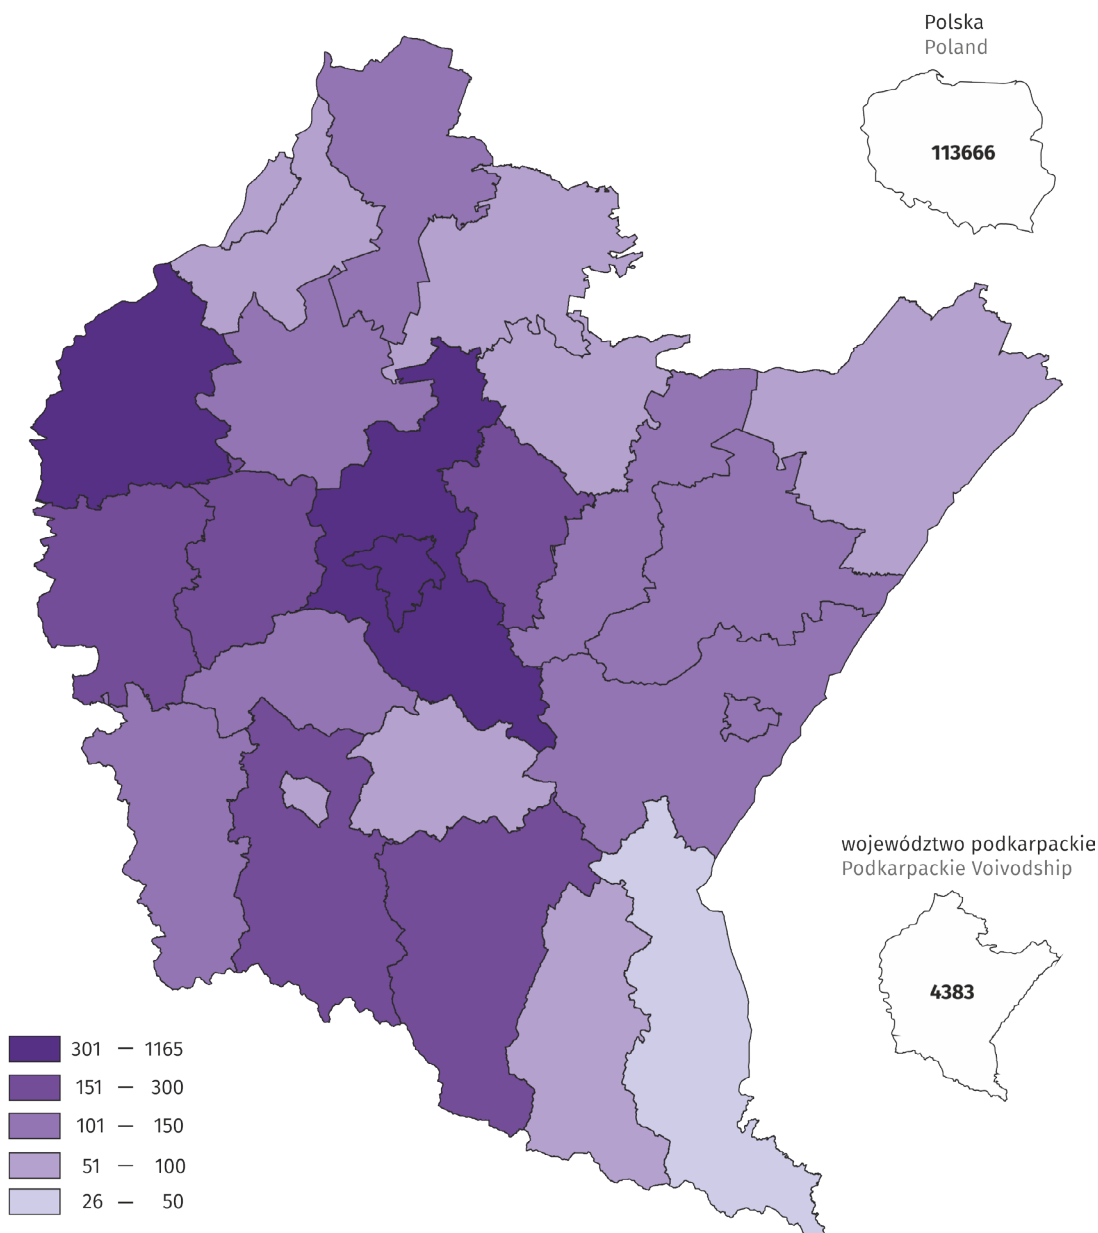 Polska
Poland
113666
województwo podkarpackie
Podkarpackie Voivodship
4383
301 – 1165
151 – 300
101 – 150
51 – 100
26 – 50